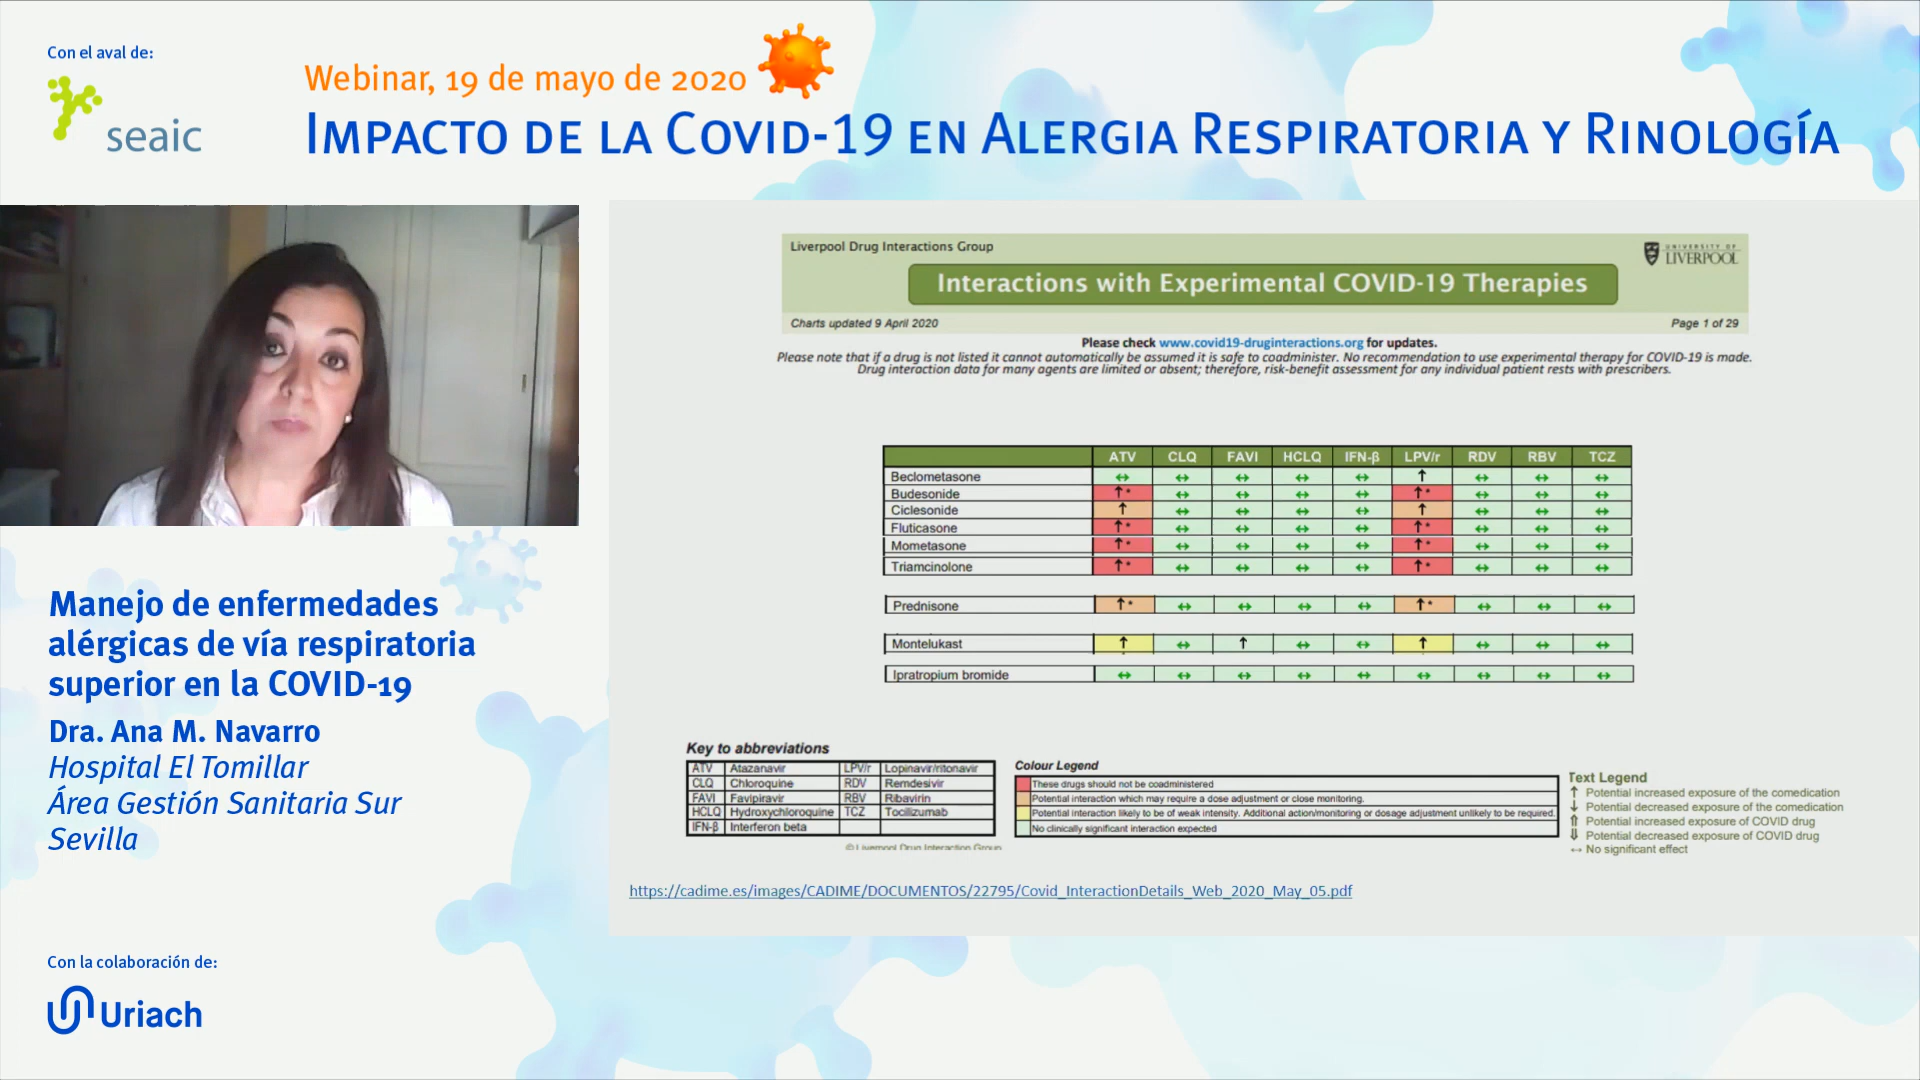 Con el aval de:
seaic
Webinar, 19 de mayo de 2020
Impacto de la Covid-19 en Alergia Respiratoria y Rinología
Liverpool Drug Interactions Group
UNIVERSITY OF
LIVERPOOL
Interactions with Experimental COVID-19 Therapies
Charts updated 9 April 2020
Page 1 of 29
Please check www.covid19-druginteractions.org for updates.
Please note that if a drug is not listed it cannot automatically be assumed it is safe to coadminister. No recommendation to use experimental therapy for COVID-19 is made.
Drug interaction data for many agents are limited or absent; therefore, risk-benefit assessment for any individual patient rests with prescribers.
ATV CLQ FAVI HCLQ IFN-β LPV/r RDV RBV TCZ
Beclometasone ↔ ↔ ↔ ↔ ↔ ↑ ↔ ↔ ↔
Budesonide ↑* ↔ ↔ ↔ ↔ ↑* ↔ ↔ ↔
Ciclesonide ↑ ↔ ↔ ↔ ↔ ↑ ↔ ↔ ↔
Fluticasone ↑* ↔ ↔ ↔ ↔ ↑* ↔ ↔ ↔
Mometasone ↑* ↔ ↔ ↔ ↔ ↑* ↔ ↔ ↔
Triamcinolone ↑* ↔ ↔ ↔ ↔ ↑* ↔ ↔ ↔
Prednisone ↑* ↔ ↔ ↔ ↔ ↑* ↔ ↔ ↔
Montelukast ↑ ↔ ↑ ↔ ↔ ↑ ↔ ↔ ↔
Ipratropium bromide ↔ ↔ ↔ ↔ ↔ ↔ ↔ ↔ ↔
Key to abbreviations
ATV Atazanavir LPV/r Lopinavir/ritonavir
CLQ Chloroquine RDV Remdesivir
FAVI Favipiravir RBV Ribavirin
HCLQ Hydroxychloroquine TCZ Tocilizumab
IFN-β Interferon beta
© Liverpool Drug Interaction Group
Colour Legend
These drugs should not be coadministered
Potential interaction which may require a dose adjustment or close monitoring.
Potential interaction likely to be of weak intensity. Additional action/monitoring or dosage adjustment unlikely to be required.
No clinically significant interaction expected
Text Legend
↑ Potential increased exposure of the comedication
↓ Potential decreased exposure of the comedication
⇑ Potential increased exposure of COVID drug
⇓ Potential decreased exposure of COVID drug
↔ No significant effect
https://cadime.es/images/CADIME/DOCUMENTOS/22795/Covid_InteractionDetails_Web_2020_May_05.pdf
Manejo de enfermedades
alérgicas de vía respiratoria
superior en la COVID-19
Dra. Ana M. Navarro
Hospital El Tomillar
Área Gestión Sanitaria Sur
Sevilla
Con la colaboración de:
Uriach